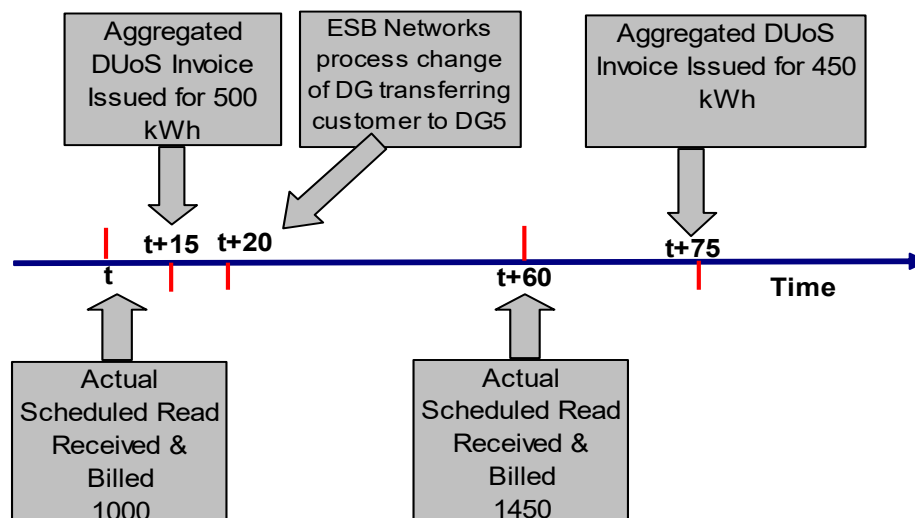 Aggregated
DUoS Invoice
Issued for 500
kWh
ESB Networks
process change
of DG transferring
customer to DG5
Aggregated DUoS
Invoice Issued for 450
kWh
t+15
t+20
t+75
t
t+60
Time
Actual
Scheduled Read
Received &
Billed
1000
Actual
Scheduled Read
Received &
Billed
1450